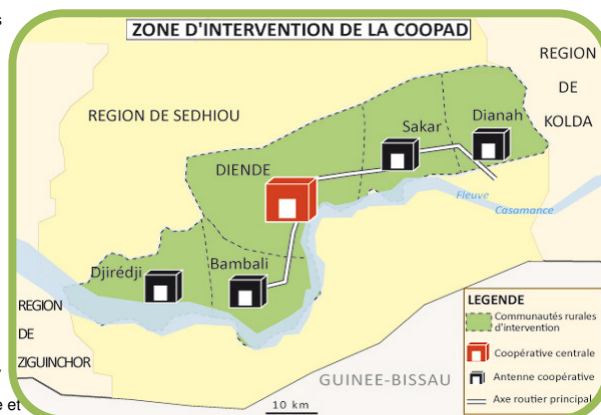 s
ZONE D'INTERVENTION DE LA COOPAD
REGION
DE
KOLDA
REGION DE SEDHIOU
Dianah
Sakar
DIENDE
Fleuve
Casamance
Djirédji
Bambali
REGION
DE
ZIGUINCHOR
GUINEE-BISSAU
10 km
LEGENDE
Communautés rurales
d'intervention
Coopérative centrale
Antenne coopérative
Axe routier principal
e et